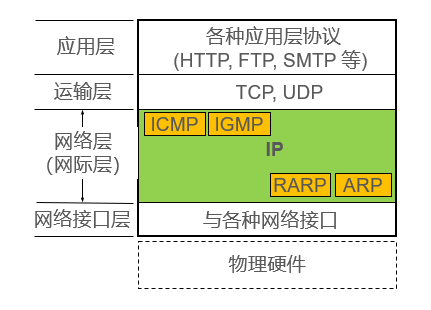 应用层
各种应用层协议
(HTTP, FTP, SMTP 等)
运输层
TCP, UDP
网络层
(网际层)
ICMP
IGMP
IP
RARP
ARP
网络接口层
与各种网络接口
物理硬件